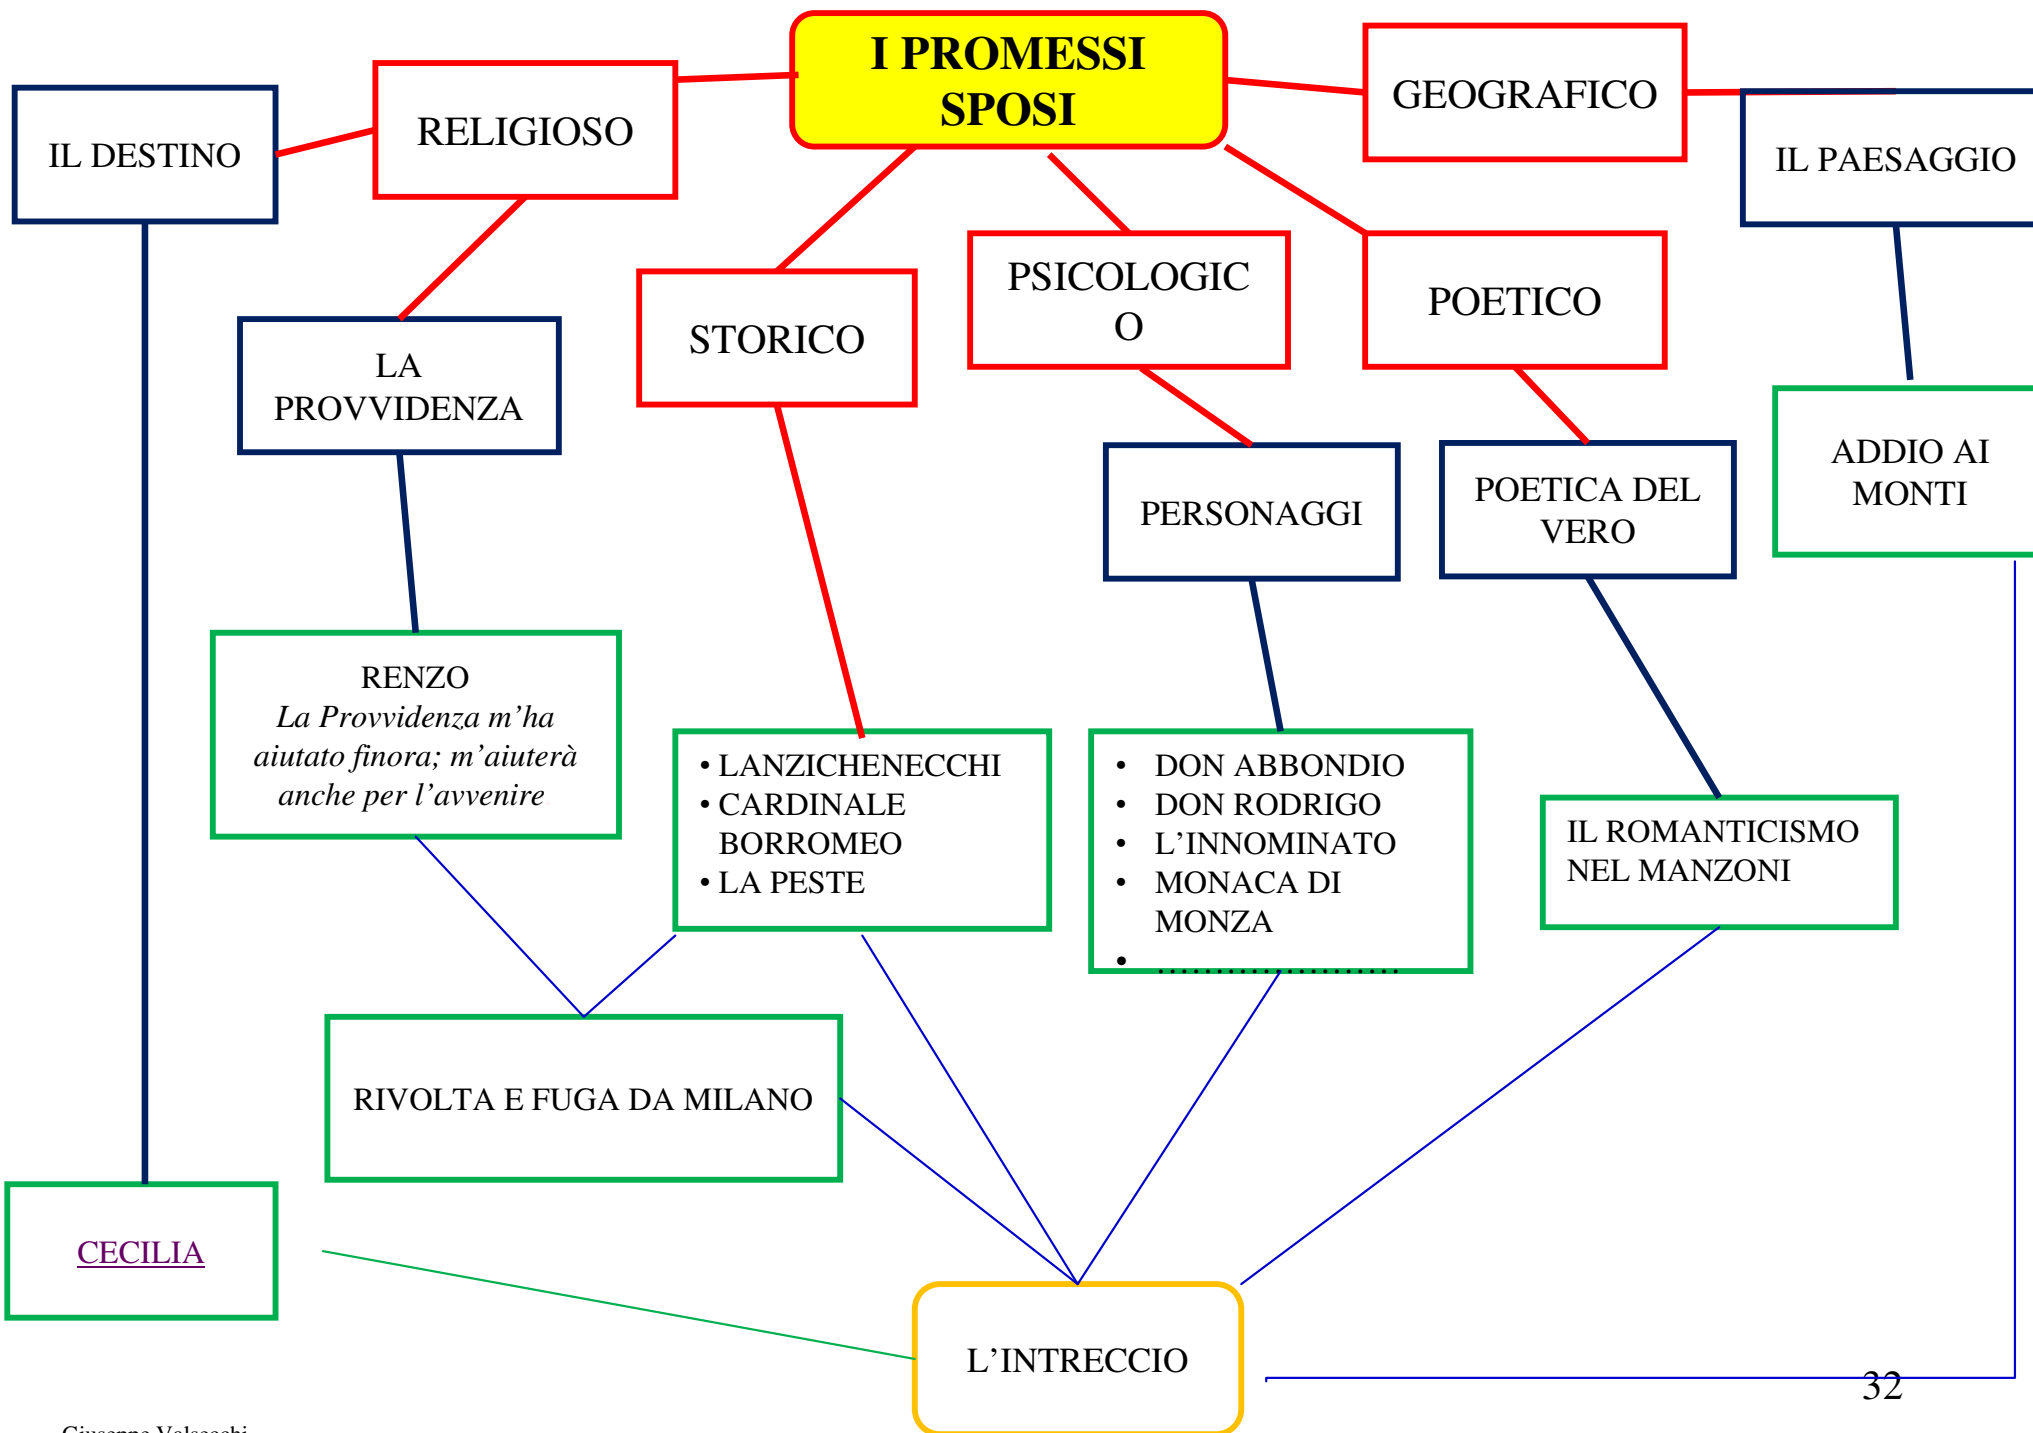 I PROMESSI
SPOSI
GEOGRAFICO
RELIGIOSO
IL DESTINO
IL PAESAGGIO
PSICOLOGIC
O
POETICO
STORICO
LA
PROVVIDENZA
ADDIO AI
MONTI
PERSONAGGI
POETICA DEL
VERO
RENZO
La Provvidenza m’ha
aiutato finora; m’aiuterà
anche per l’avvenire.
• LANZICHENECCHI
• CARDINALE
BORROMEO
• LA PESTE
• DON ABBONDIO
• DON RODRIGO
• L’INNOMINATO
• MONACA DI
MONZA
• .....................
IL ROMANTICISMO
NEL MANZONI
RIVOLTA E FUGA DA MILANO
CECILIA
L’INTRECCIO
32
Giuseppe Valsecchi